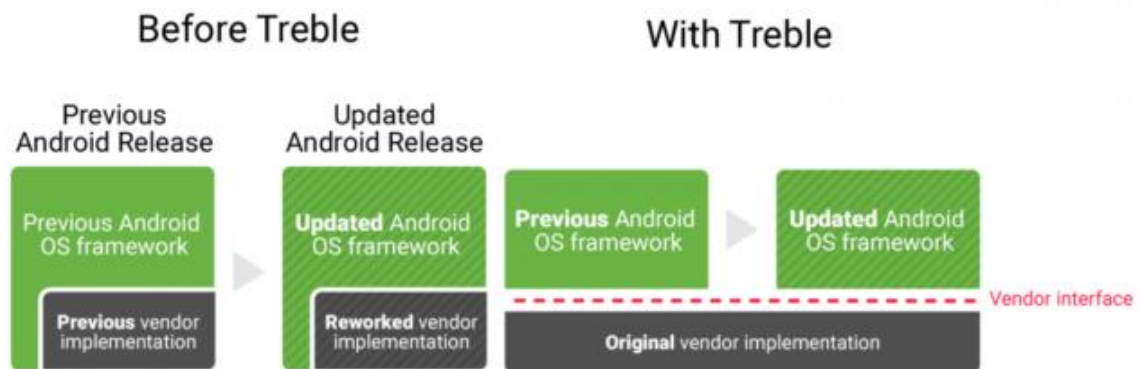 Before Treble
With Treble
Previous
Android Release
Updated
Android Release
Previous Android
OS framework
Previous vendor
implementation
Updated Android
OS framework
Reworked vendor
implementation
Previous Android
OS framework
Updated Android
OS framework
Vendor interface
Original vendor implementation